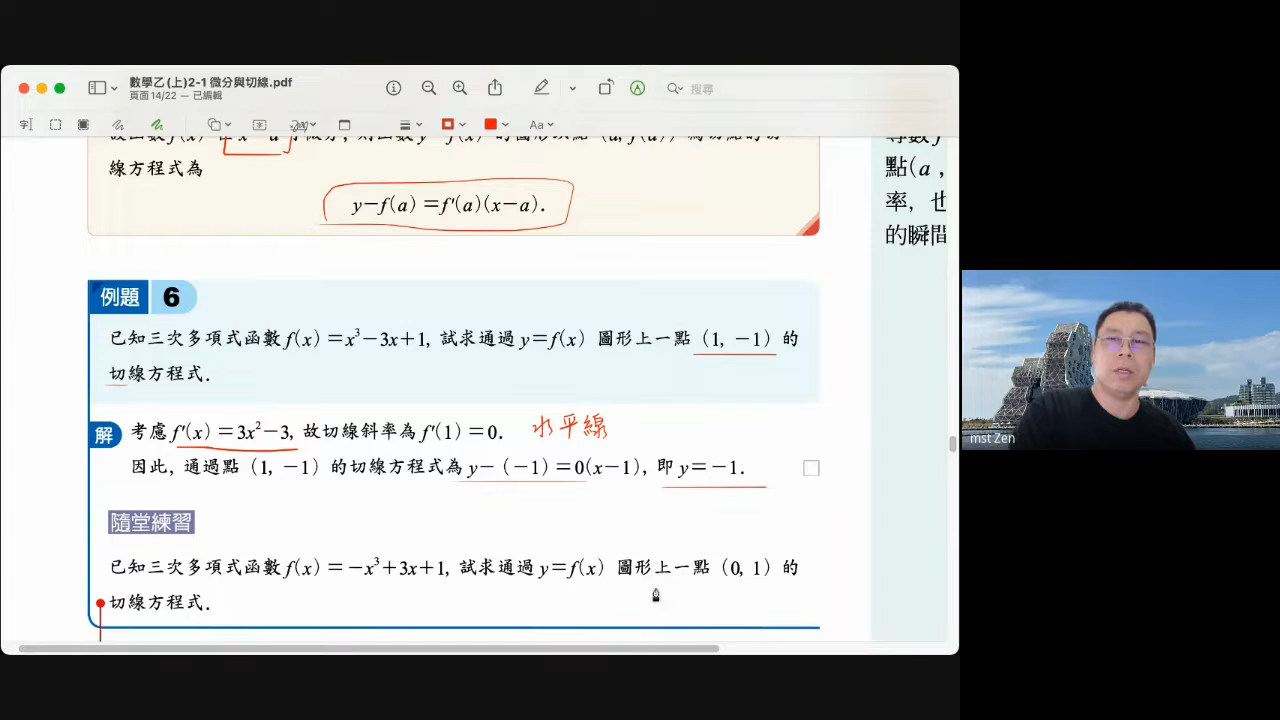 數學乙(上)2-1 微分與切線.pdf
頁面 14/22 — 已編輯
搜尋
線方程式為
y−f(a)＝f′(a)(x−a).
點(a，
率，也
的瞬間
例題 6
已知三次多項式函數 f(x)＝x³−3x+1, 試求通過 y＝f(x) 圖形上一點（1, −1）的
切線方程式.
解 考慮 f′(x)＝3x²−3, 故切線斜率為 f′(1)＝0. 水平線
因此, 通過點（1, −1）的切線方程式為 y−(−1)＝0(x−1), 即 y＝−1.
隨堂練習
已知三次多項式函數 f(x)＝−x³+3x+1, 試求通過 y＝f(x) 圖形上一點（0, 1）的
切線方程式.
mst Zen